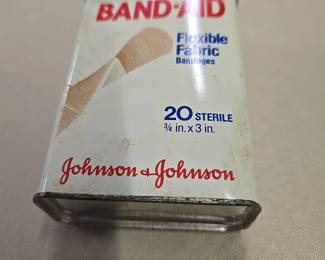 BAND-AID
Flexible
Fabric
Bandages
20 STERILE
¾ in. x 3 in.
Johnson & Johnson